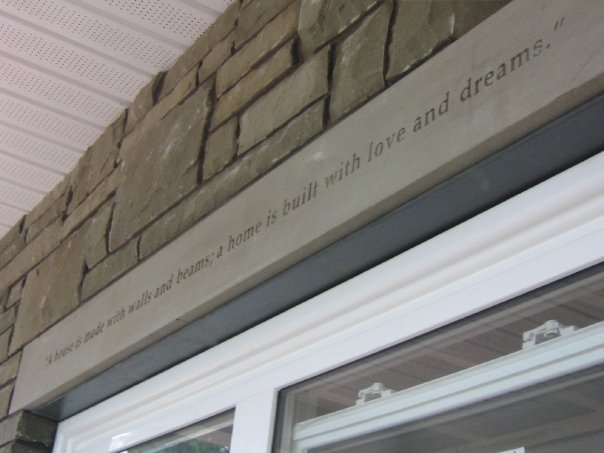 "A house is made with walls and beams; a home is built with love and dreams."